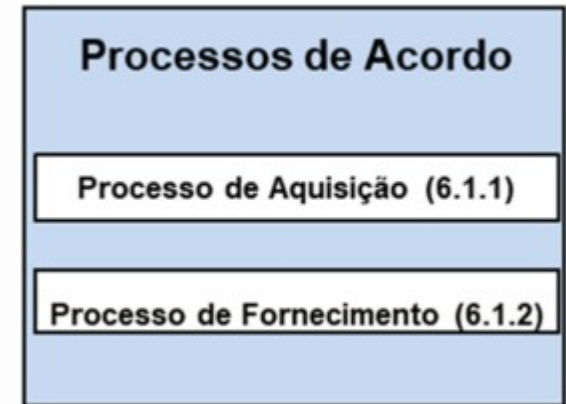 Processos de Acordo
Processo de Aquisição (6.1.1)
Processo de Fornecimento (6.1.2)